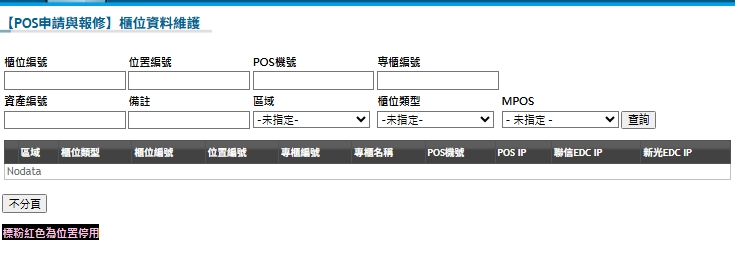 【POS申請與報修】櫃位資料維護
櫃位編號 位置編號 POS機號 專櫃編號
資產編號 備註 區域 櫃位類型 MPOS
-未指定- -未指定- - 未指定 - 查詢
區域 櫃位類型 櫃位編號 位置編號 專櫃編號 專櫃名稱 POS機號 POS IP 聯信EDC IP 新光EDC IP
Nodata
不分頁
標粉紅色為位置停用